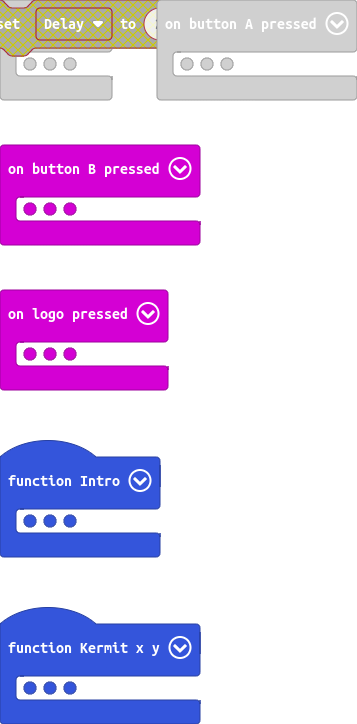 set Delay to on button A pressed
on button B pressed
on logo pressed
function Intro
function Kermit x y